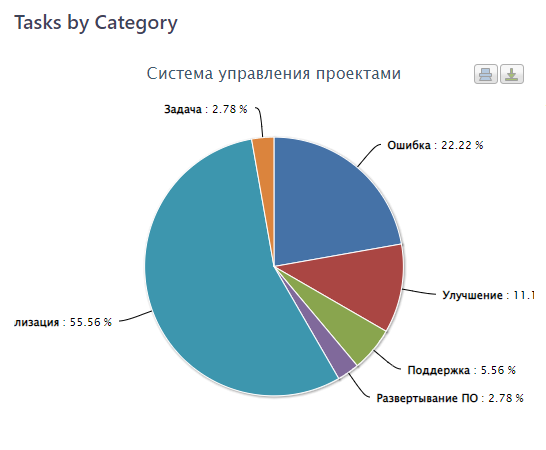 Tasks by Category
Система управления проектами
Задача : 2.78 %
Ошибка : 22.22 %
Улучшение : 11.1
лизация : 55.56 %
Поддержка : 5.56 %
Развертывание ПО : 2.78 %